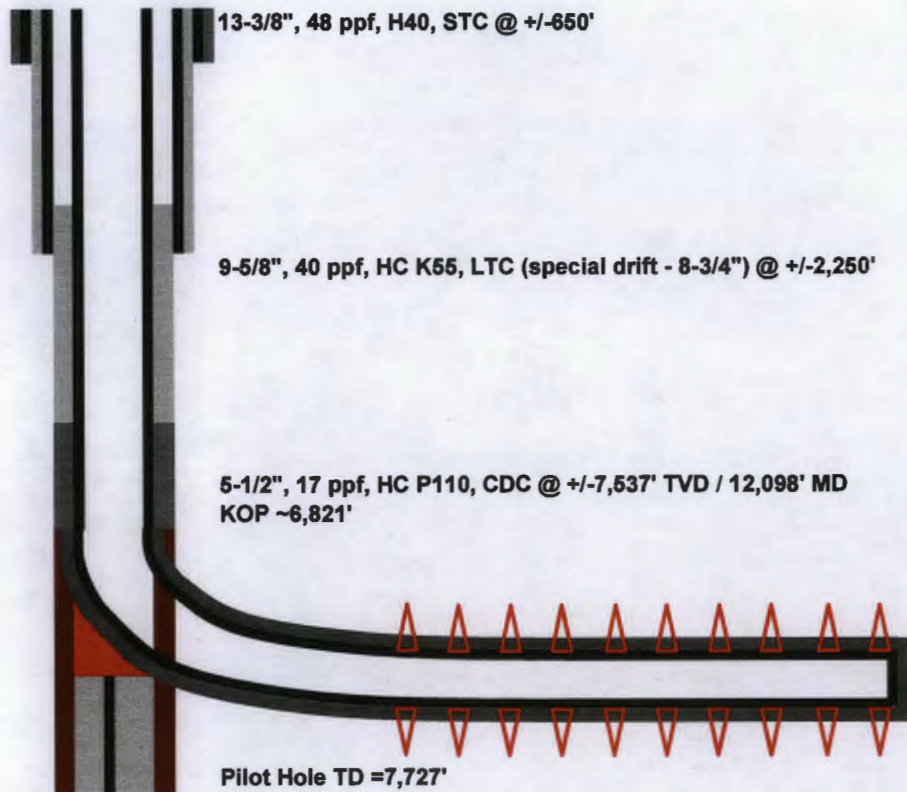 13-3/8", 48 ppf, H40, STC @ +/-650'
9-5/8", 40 ppf, HC K55, LTC (special drift - 8-3/4") @ +/-2,250'
5-1/2", 17 ppf, HC P110, CDC @ +/-7,537' TVD / 12,098' MD
KOP ~6,821'
Pilot Hole TD =7,727'